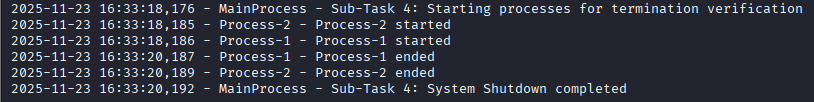 2025-11-23 16:33:18,176 - MainProcess - Sub-Task 4: Starting processes for termination verification
2025-11-23 16:33:18,185 - Process-2 - Process-2 started
2025-11-23 16:33:18,186 - Process-1 - Process-1 started
2025-11-23 16:33:20,187 - Process-1 - Process-1 ended
2025-11-23 16:33:20,189 - Process-2 - Process-2 ended
2025-11-23 16:33:20,192 - MainProcess - Sub-Task 4: System Shutdown completed